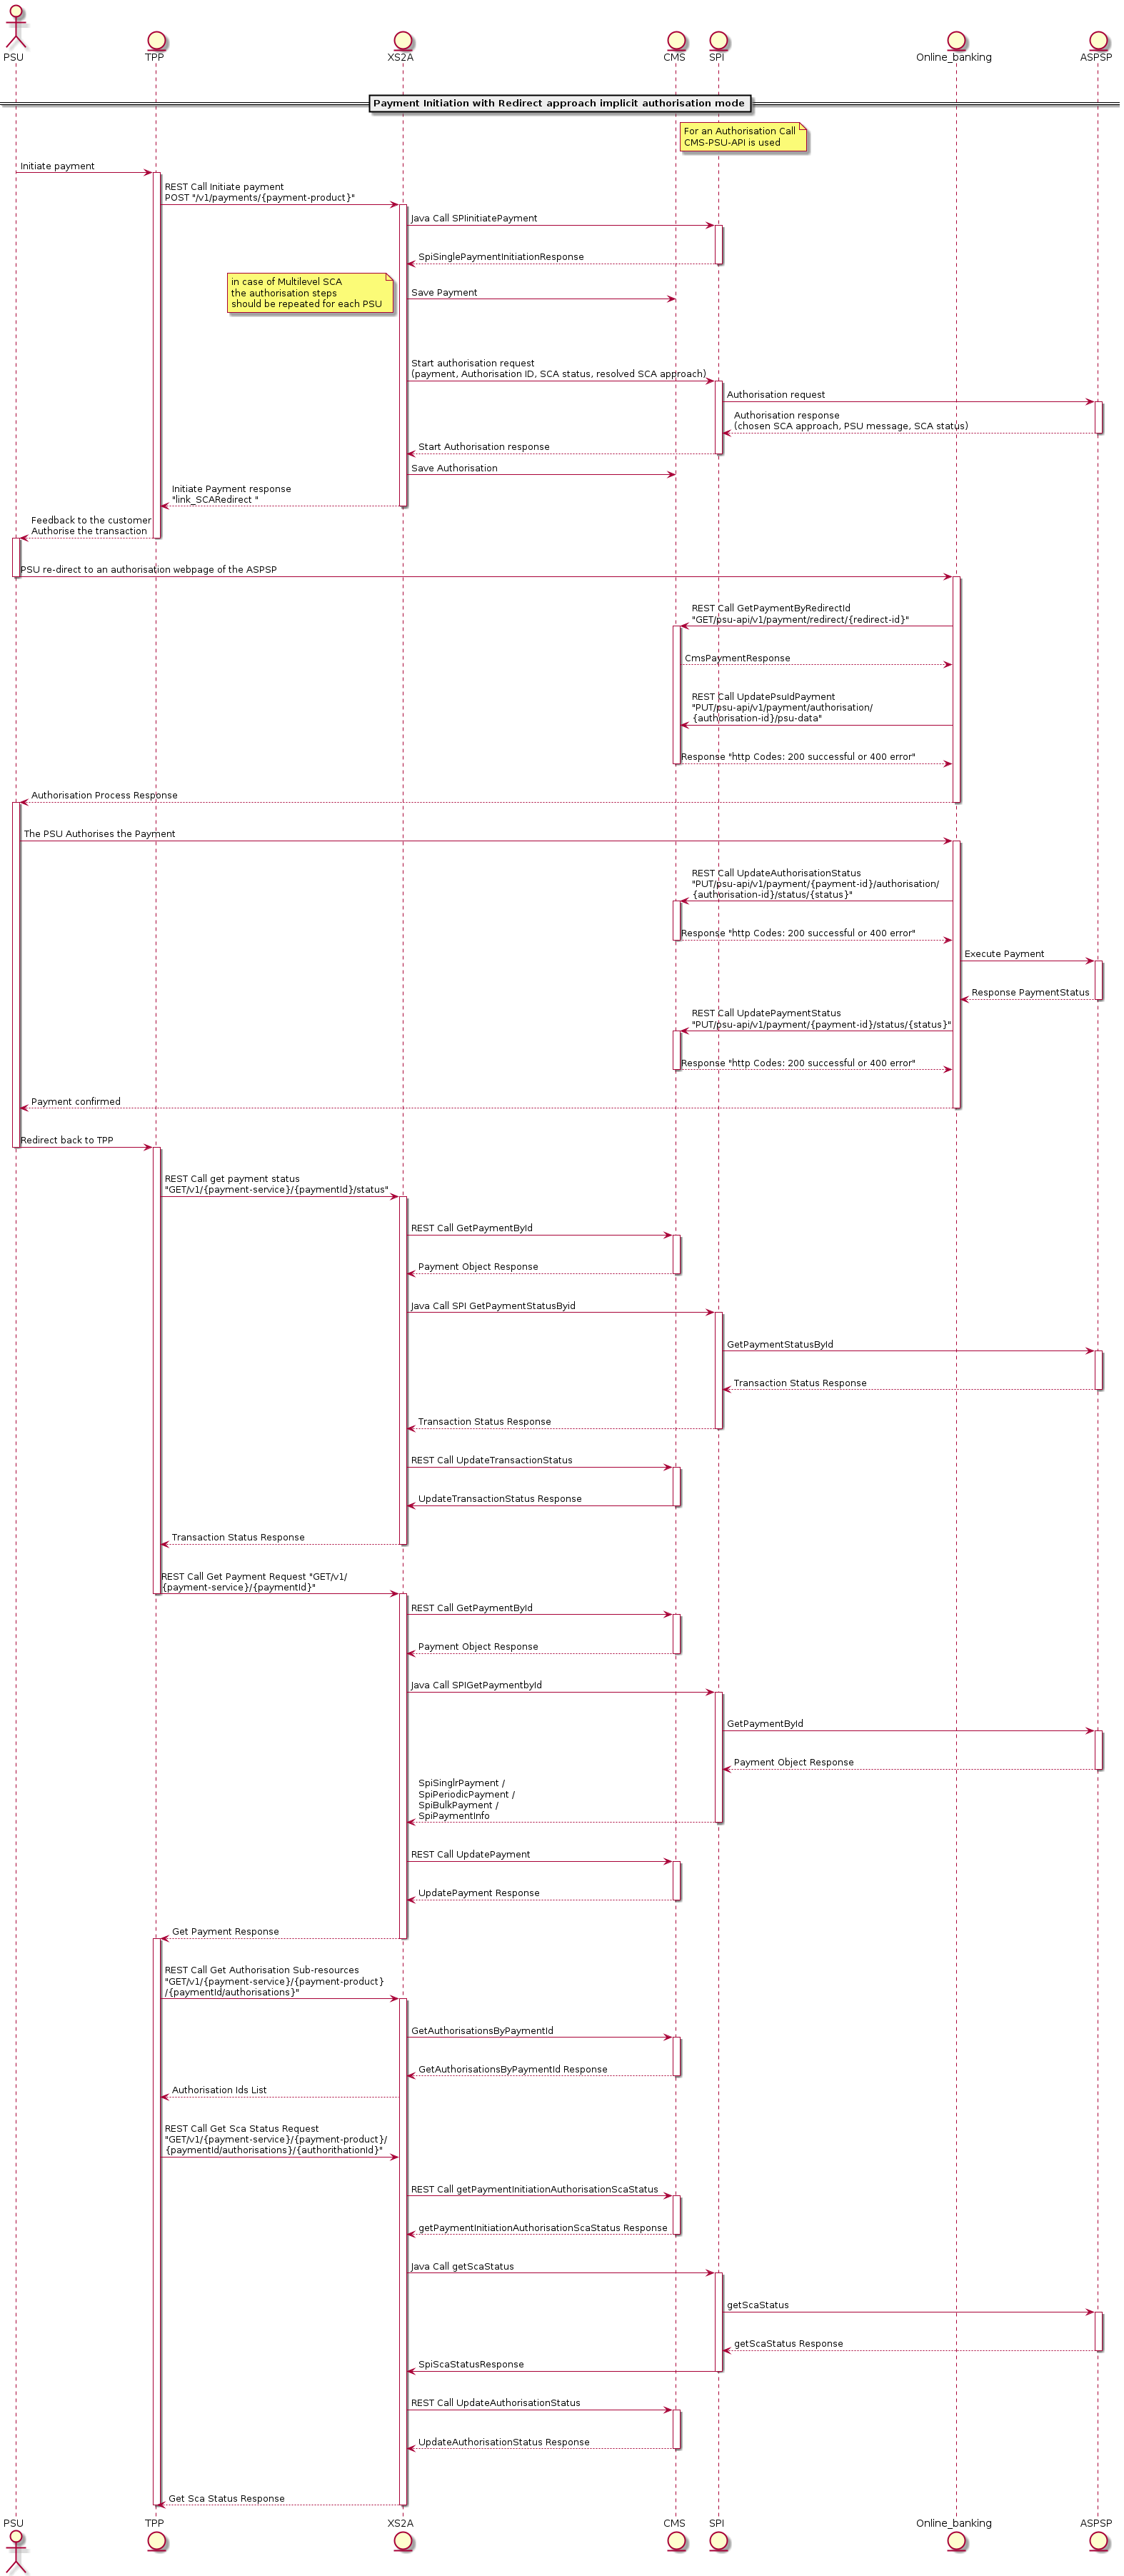 PSU
TPP
XS2A
CMS
SPI
Online_banking
ASPSP
Payment Initiation with Redirect approach implicit authorisation mode
For an Authorisation Call
CMS-PSU-API is used
Initiate payment
REST Call Initiate payment
POST "/v1/payments/{payment-product}"
Java Call SPIinitiatePayment
SpiSinglePaymentInitiationResponse
in case of Multilevel SCA
the authorisation steps
should be repeated for each PSU
Save Payment
Start authorisation request
(payment, Authorisation ID, SCA status, resolved SCA approach)
Authorisation request
Authorisation response
(chosen SCA approach, PSU message, SCA status)
Start Authorisation response
Save Authorisation
Initiate Payment response
"link_SCARedirect "
Feedback to the customer
Authorise the transaction
PSU re-direct to an authorisation webpage of the ASPSP
REST Call GetPaymentByRedirectId
"GET/psu-api/v1/payment/redirect/{redirect-id}"
CmsPaymentResponse
REST Call UpdatePsuIdPayment
"PUT/psu-api/v1/payment/authorisation/
{authorisation-id}/psu-data"
Response "http Codes: 200 successful or 400 error"
Authorisation Process Response
The PSU Authorises the Payment
REST Call UpdateAuthorisationStatus
"PUT/psu-api/v1/payment/{payment-id}/authorisation/
{authorisation-id}/status/{status}"
Response "http Codes: 200 successful or 400 error"
Execute Payment
Response PaymentStatus
REST Call UpdatePaymentStatus
"PUT/psu-api/v1/payment/{payment-id}/status/{status}"
Response "http Codes: 200 successful or 400 error"
Payment confirmed
Redirect back to TPP
REST Call get payment status
"GET/v1/{payment-service}/{paymentId}/status"
REST Call GetPaymentById
Payment Object Response
Java Call SPI GetPaymentStatusByid
GetPaymentStatusById
Transaction Status Response
Transaction Status Response
REST Call UpdateTransactionStatus
UpdateTransactionStatus Response
Transaction Status Response
REST Call Get Payment Request "GET/v1/
{payment-service}/{paymentId}"
REST Call GetPaymentById
Payment Object Response
Java Call SPIGetPaymentbyId
GetPaymentById
Payment Object Response
SpiSinglrPayment /
SpiPeriodicPayment /
SpiBulkPayment /
SpiPaymentInfo
REST Call UpdatePayment
UpdatePayment Response
Get Payment Response
REST Call Get Authorisation Sub-resources
"GET/v1/{payment-service}/{payment-product}
/{paymentId/authorisations}"
GetAuthorisationsByPaymentId
GetAuthorisationsByPaymentId Response
Authorisation Ids List
REST Call Get Sca Status Request
"GET/v1/{payment-service}/{payment-product}/
{paymentId/authorisations}/{authorithationId}"
REST Call getPaymentInitiationAuthorisationScaStatus
getPaymentInitiationAuthorisationScaStatus Response
Java Call getScaStatus
getScaStatus
getScaStatus Response
SpiScaStatusResponse
REST Call UpdateAuthorisationStatus
UpdateAuthorisationStatus Response
Get Sca Status Response
PSU
TPP
XS2A
CMS
SPI
Online_banking
ASPSP